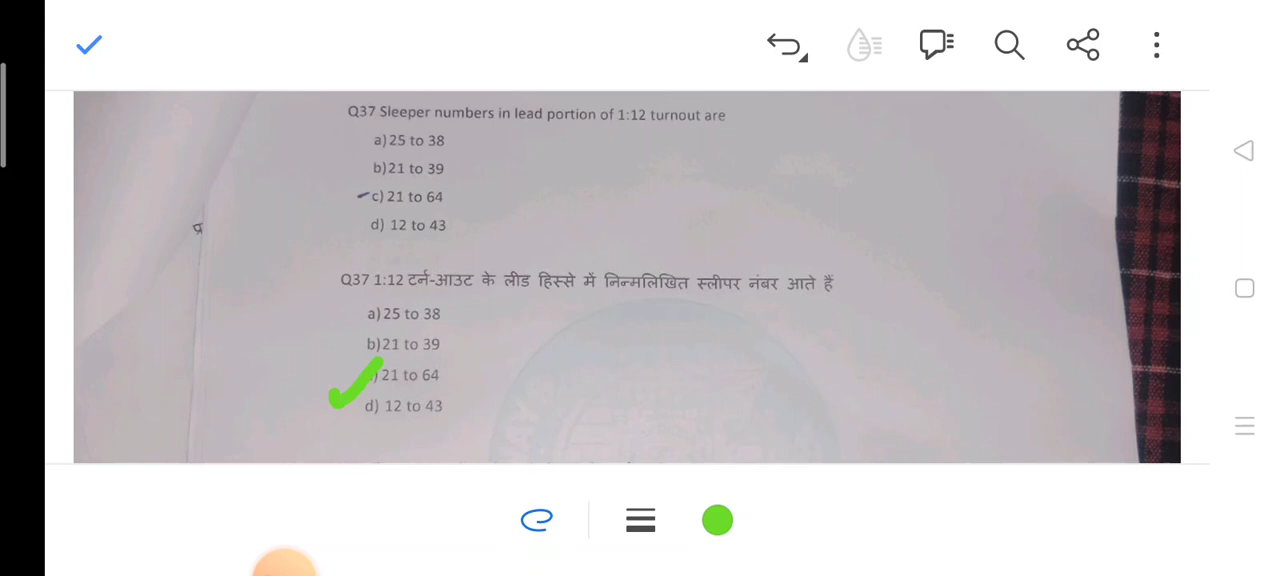 Q37 Sleeper numbers in lead portion of 1:12 turnout are
a) 25 to 38
b) 21 to 39
c) 21 to 64
d) 12 to 43
प्र
Q37 1:12 टर्न-आउट के लीड हिस्से में निन्मलिखित स्लीपर नंबर आते हैं
a) 25 to 38
b) 21 to 39
) 21 to 64
d) 12 to 43